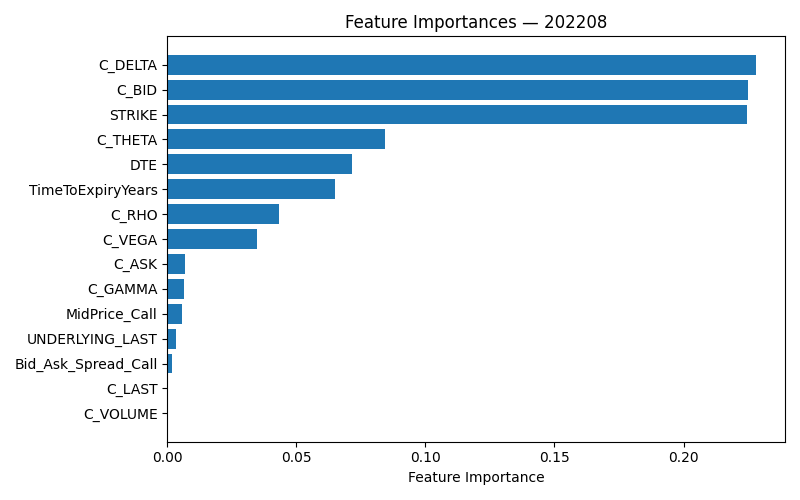 Feature Importances — 202208
C_DELTA
C_BID
STRIKE
C_THETA
DTE
TimeToExpiryYears
C_RHO
C_VEGA
C_ASK
C_GAMMA
MidPrice_Call
UNDERLYING_LAST
Bid_Ask_Spread_Call
C_LAST
C_VOLUME
0.00 0.05 0.10 0.15 0.20
Feature Importance